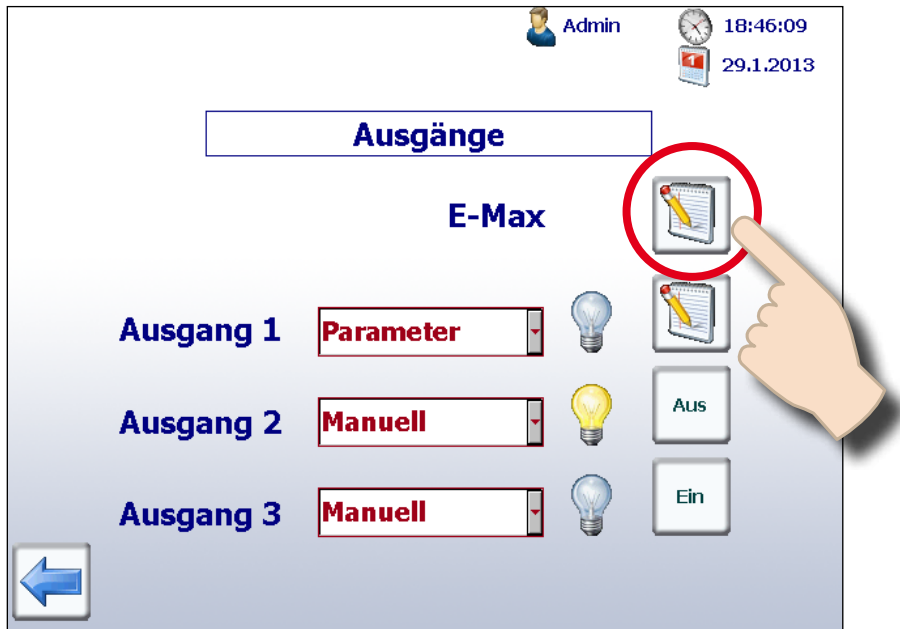 Admin
18:46:09
29.1.2013
Ausgänge
E-Max
Ausgang 1 Parameter
Ausgang 2 Manuell Aus
Ausgang 3 Manuell Ein